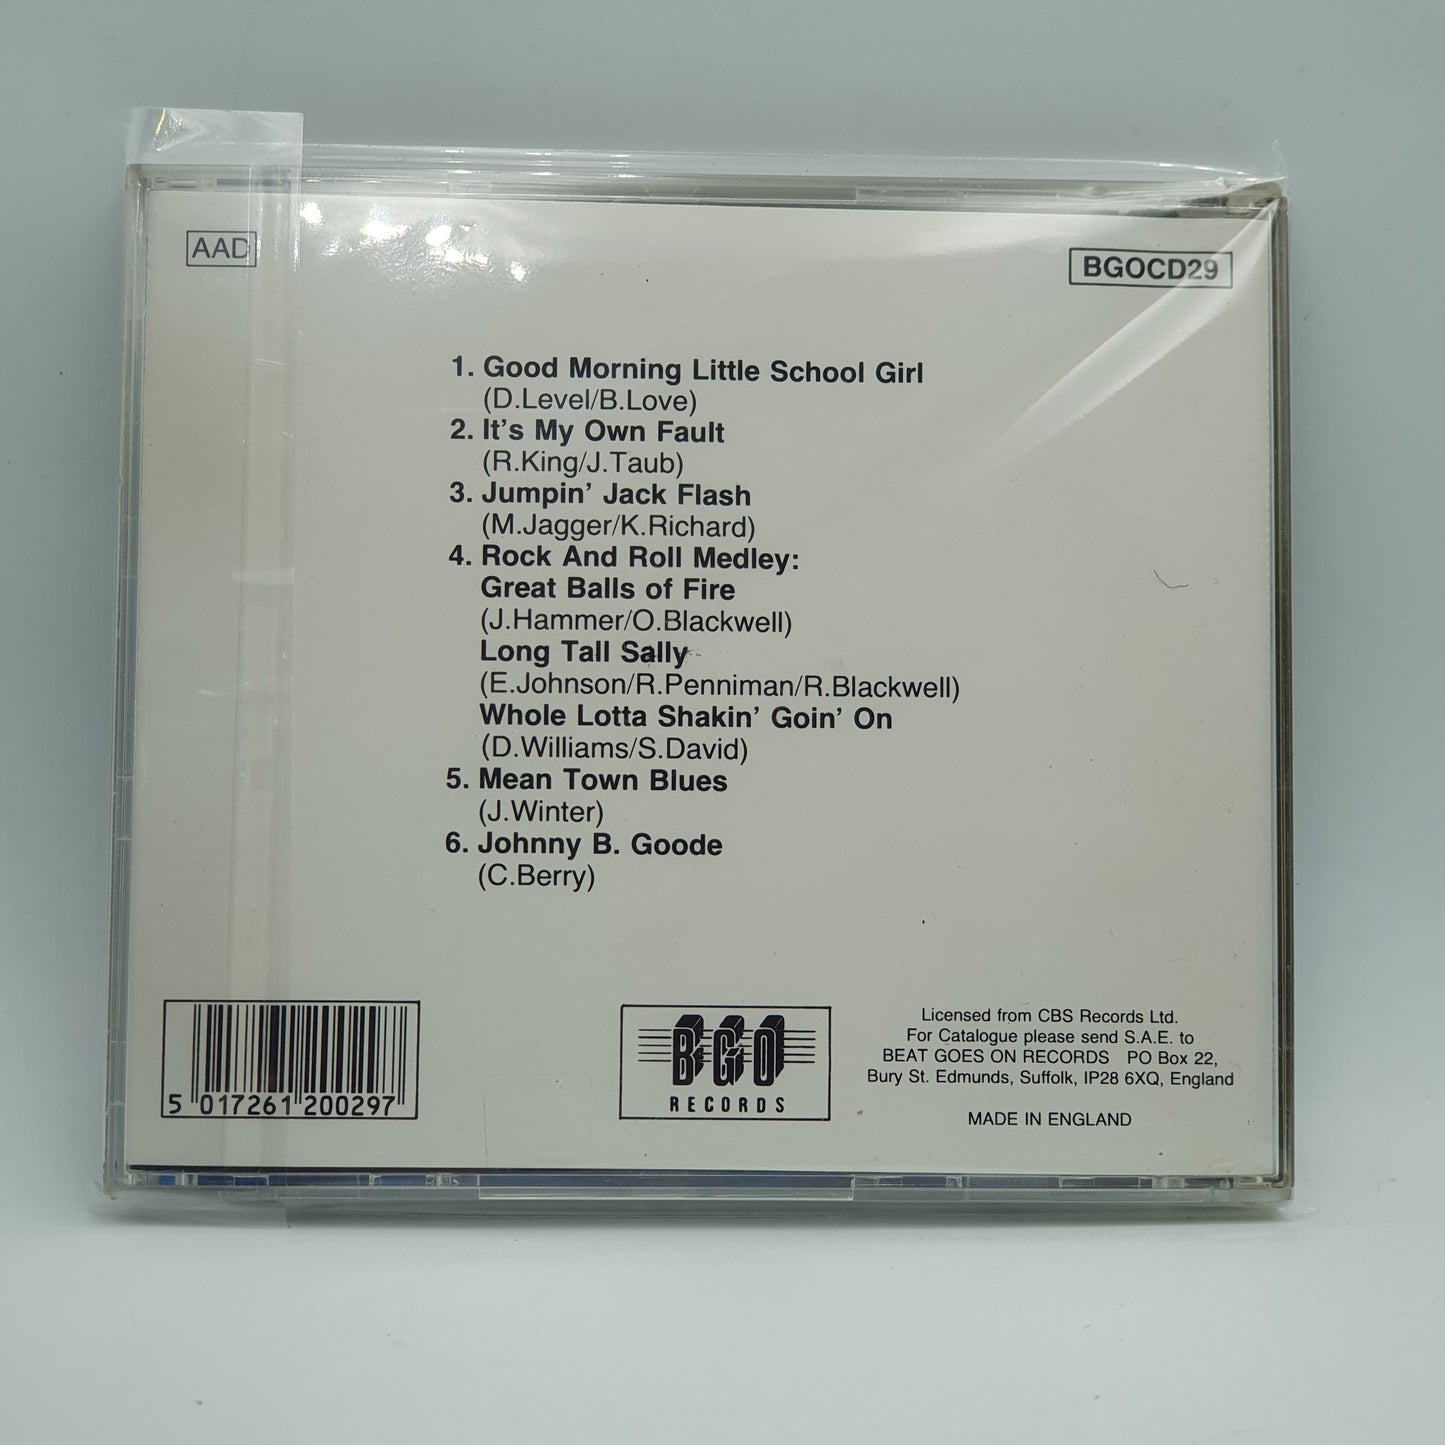 AAD
BGOCD29
1. Good Morning Little School Girl
(D.Level/B.Love)
2. It's My Own Fault
(R.King/J.Taub)
3. Jumpin' Jack Flash
(M.Jagger/K.Richard)
4. Rock And Roll Medley:
Great Balls of Fire
(J.Hammer/O.Blackwell)
Long Tall Sally
(E.Johnson/R.Penniman/R.Blackwell)
Whole Lotta Shakin' Goin' On
(D.Williams/S.David)
5. Mean Town Blues
(J.Winter)
6. Johnny B. Goode
(C.Berry)
5 017261 200297
BGO
RECORDS
Licensed from CBS Records Ltd.
For Catalogue please send S.A.E. to
BEAT GOES ON RECORDS PO Box 22,
Bury St. Edmunds, Suffolk, IP28 6XQ, England
MADE IN ENGLAND